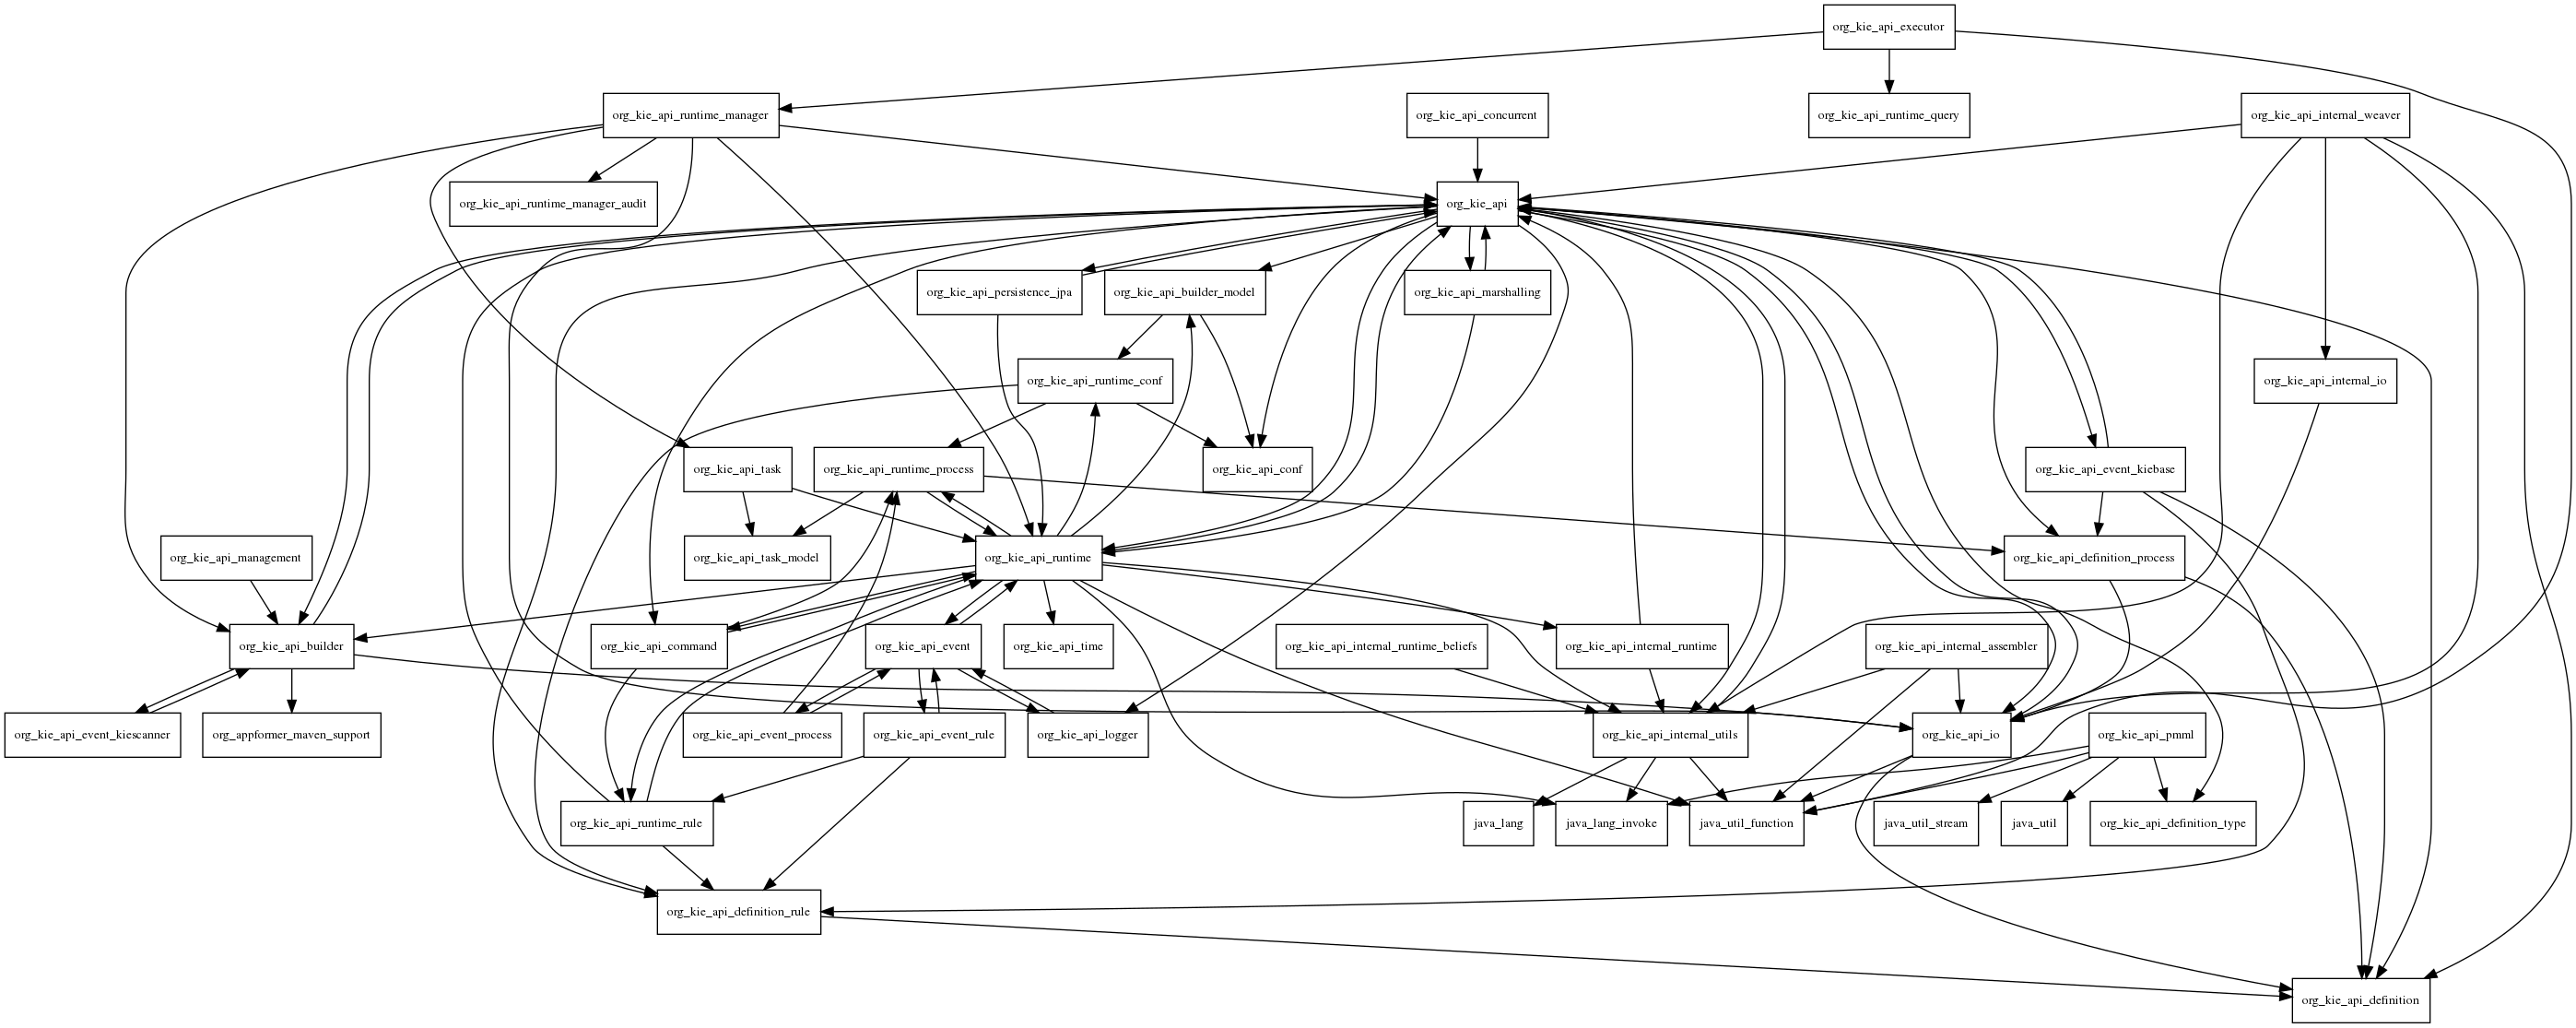 org_kie_api_executor
org_kie_api_runtime_manager
org_kie_api_concurrent
org_kie_api_runtime_query
org_kie_api_internal_weaver
org_kie_api_runtime_manager_audit
org_kie_api
org_kie_api_persistence_jpa
org_kie_api_builder_model
org_kie_api_marshalling
org_kie_api_runtime_conf
org_kie_api_internal_io
org_kie_api_task
org_kie_api_runtime_process
org_kie_api_conf
org_kie_api_event_kiebase
org_kie_api_management
org_kie_api_task_model
org_kie_api_runtime
org_kie_api_definition_process
org_kie_api_builder
org_kie_api_command
org_kie_api_event
org_kie_api_time
org_kie_api_internal_runtime_beliefs
org_kie_api_internal_runtime
org_kie_api_internal_assembler
org_kie_api_event_kiescanner
org_appformer_maven_support
org_kie_api_event_process
org_kie_api_event_rule
org_kie_api_logger
org_kie_api_internal_utils
org_kie_api_io
org_kie_api_pmml
org_kie_api_runtime_rule
java_lang
java_lang_invoke
java_util_function
java_util_stream
java_util
org_kie_api_definition_type
org_kie_api_definition_rule
org_kie_api_definition